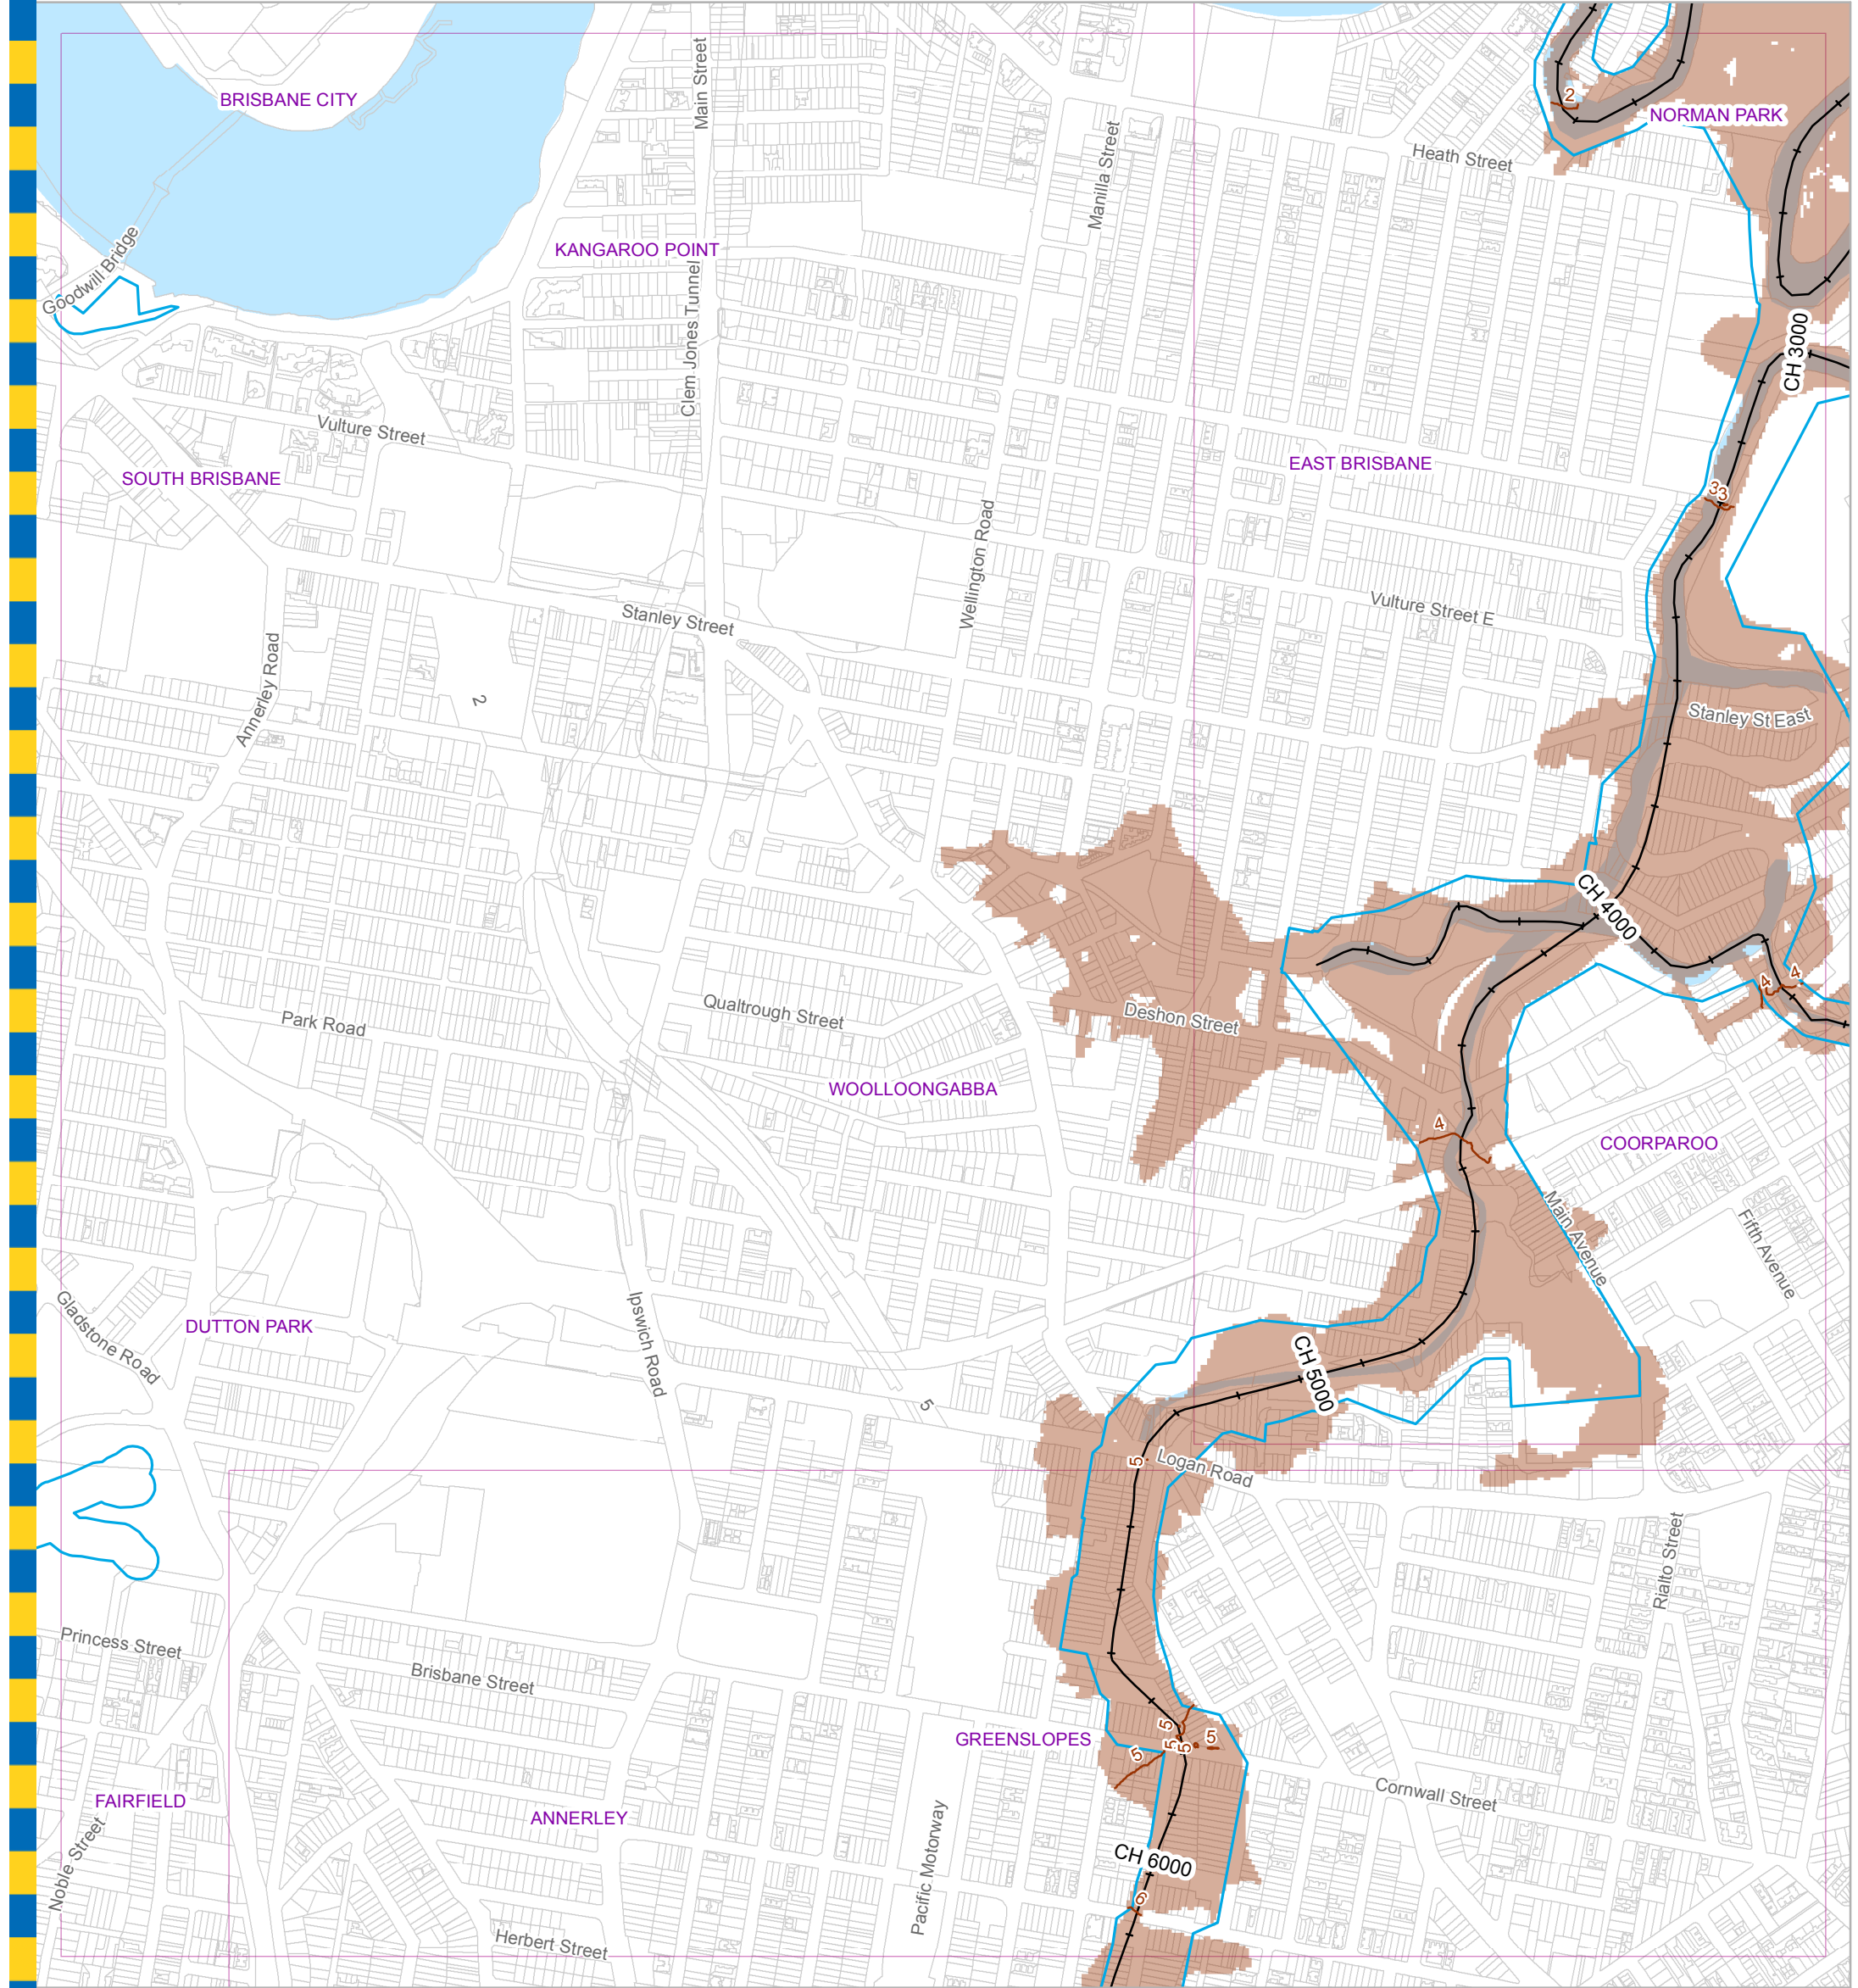 BRISBANE CITY
Main Street
2
NORMAN PARK
Manilla Street
Heath Street
Goodwill Bridge
KANGAROO POINT
Clem Jones Tunnel
CH 3000
Vulture Street
SOUTH BRISBANE
EAST BRISBANE
33
Wellington Road
Stanley Street
Vulture Street E
Annerley Road
2
Stanley St East
CH 4000
4
4
Qualtrough Street
Deshon Street
Park Road
WOOLLOONGABBA
4
COORPAROO
Main Avenue
Fifth Avenue
Gladstone Road
DUTTON PARK
Ipswich Road
CH 5000
5
5
Logan Road
Rialto Street
Princess Street
Brisbane Street
GREENSLOPES
5
5
5
5
5
Cornwall Street
FAIRFIELD
ANNERLEY
Noble Street
Pacific Motorway
CH 6000
6
Herbert Street